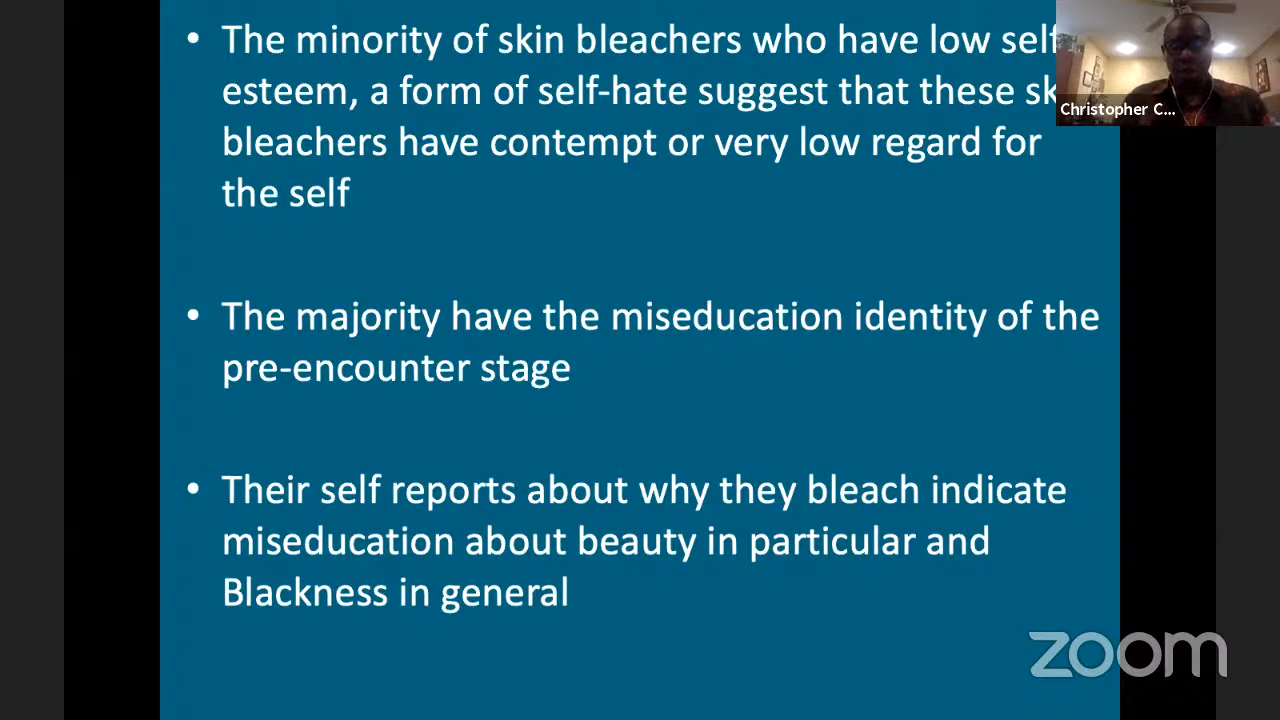 • The minority of skin bleachers who have low self
esteem, a form of self-hate suggest that these sk
bleachers have contempt or very low regard for
the self
• The majority have the miseducation identity of the
pre-encounter stage
• Their self reports about why they bleach indicate
miseducation about beauty in particular and
Blackness in general
Christopher C...
zoom